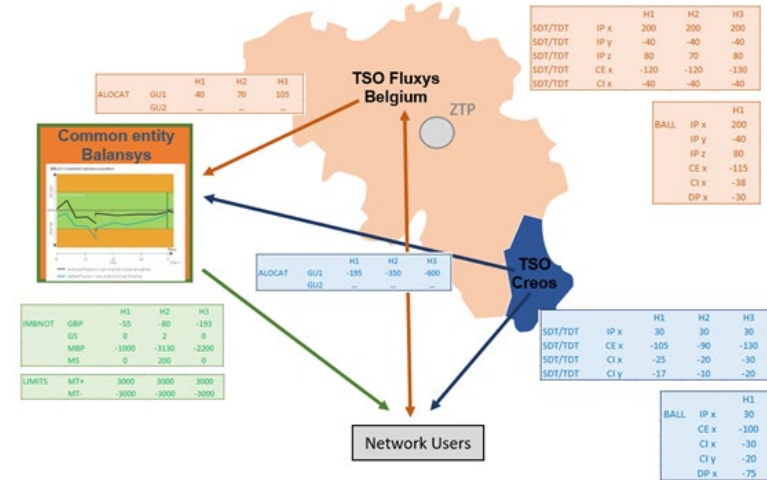 H1 H2 H3
SDT/TDT IP x 200 200 200
SDT/TDT IP y -40 -40 -40
SDT/TDT IP z 80 70 80
SDT/TDT CE x -120 -120 -130
SDT/TDT CI x -40 -40 -40
H1 H2 H3
ALOCAT GU1 40 70 105
GU2 ... ... ...
TSO Fluxys
Belgium
ZTP
H1
BALL IP x 200
IP y -40
IP z 80
CE x -115
CI x -38
DP x -30
Common entity
Balansys
H1 H2 H3
ALOCAT GU1 -195 -350 -600
GU2 ... ... ...
TSO
Creos
H1 H2 H3
IMBNOT GBP -55 -80 -193
GS 0 2 0
MBP -1000 -3130 -2200
MS 0 200 0
LIMITS MT+ 3000 3000 3000
MT- -3000 -3000 -3000
H1 H2 H3
SDT/TDT IP x 30 30 30
SDT/TDT CE x -105 -90 -130
SDT/TDT CI x -25 -20 -30
SDT/TDT CI y -17 -10 -20
H1
BALL IP x 30
CE x -100
CI x -30
CI y -20
DP x -75
Network Users